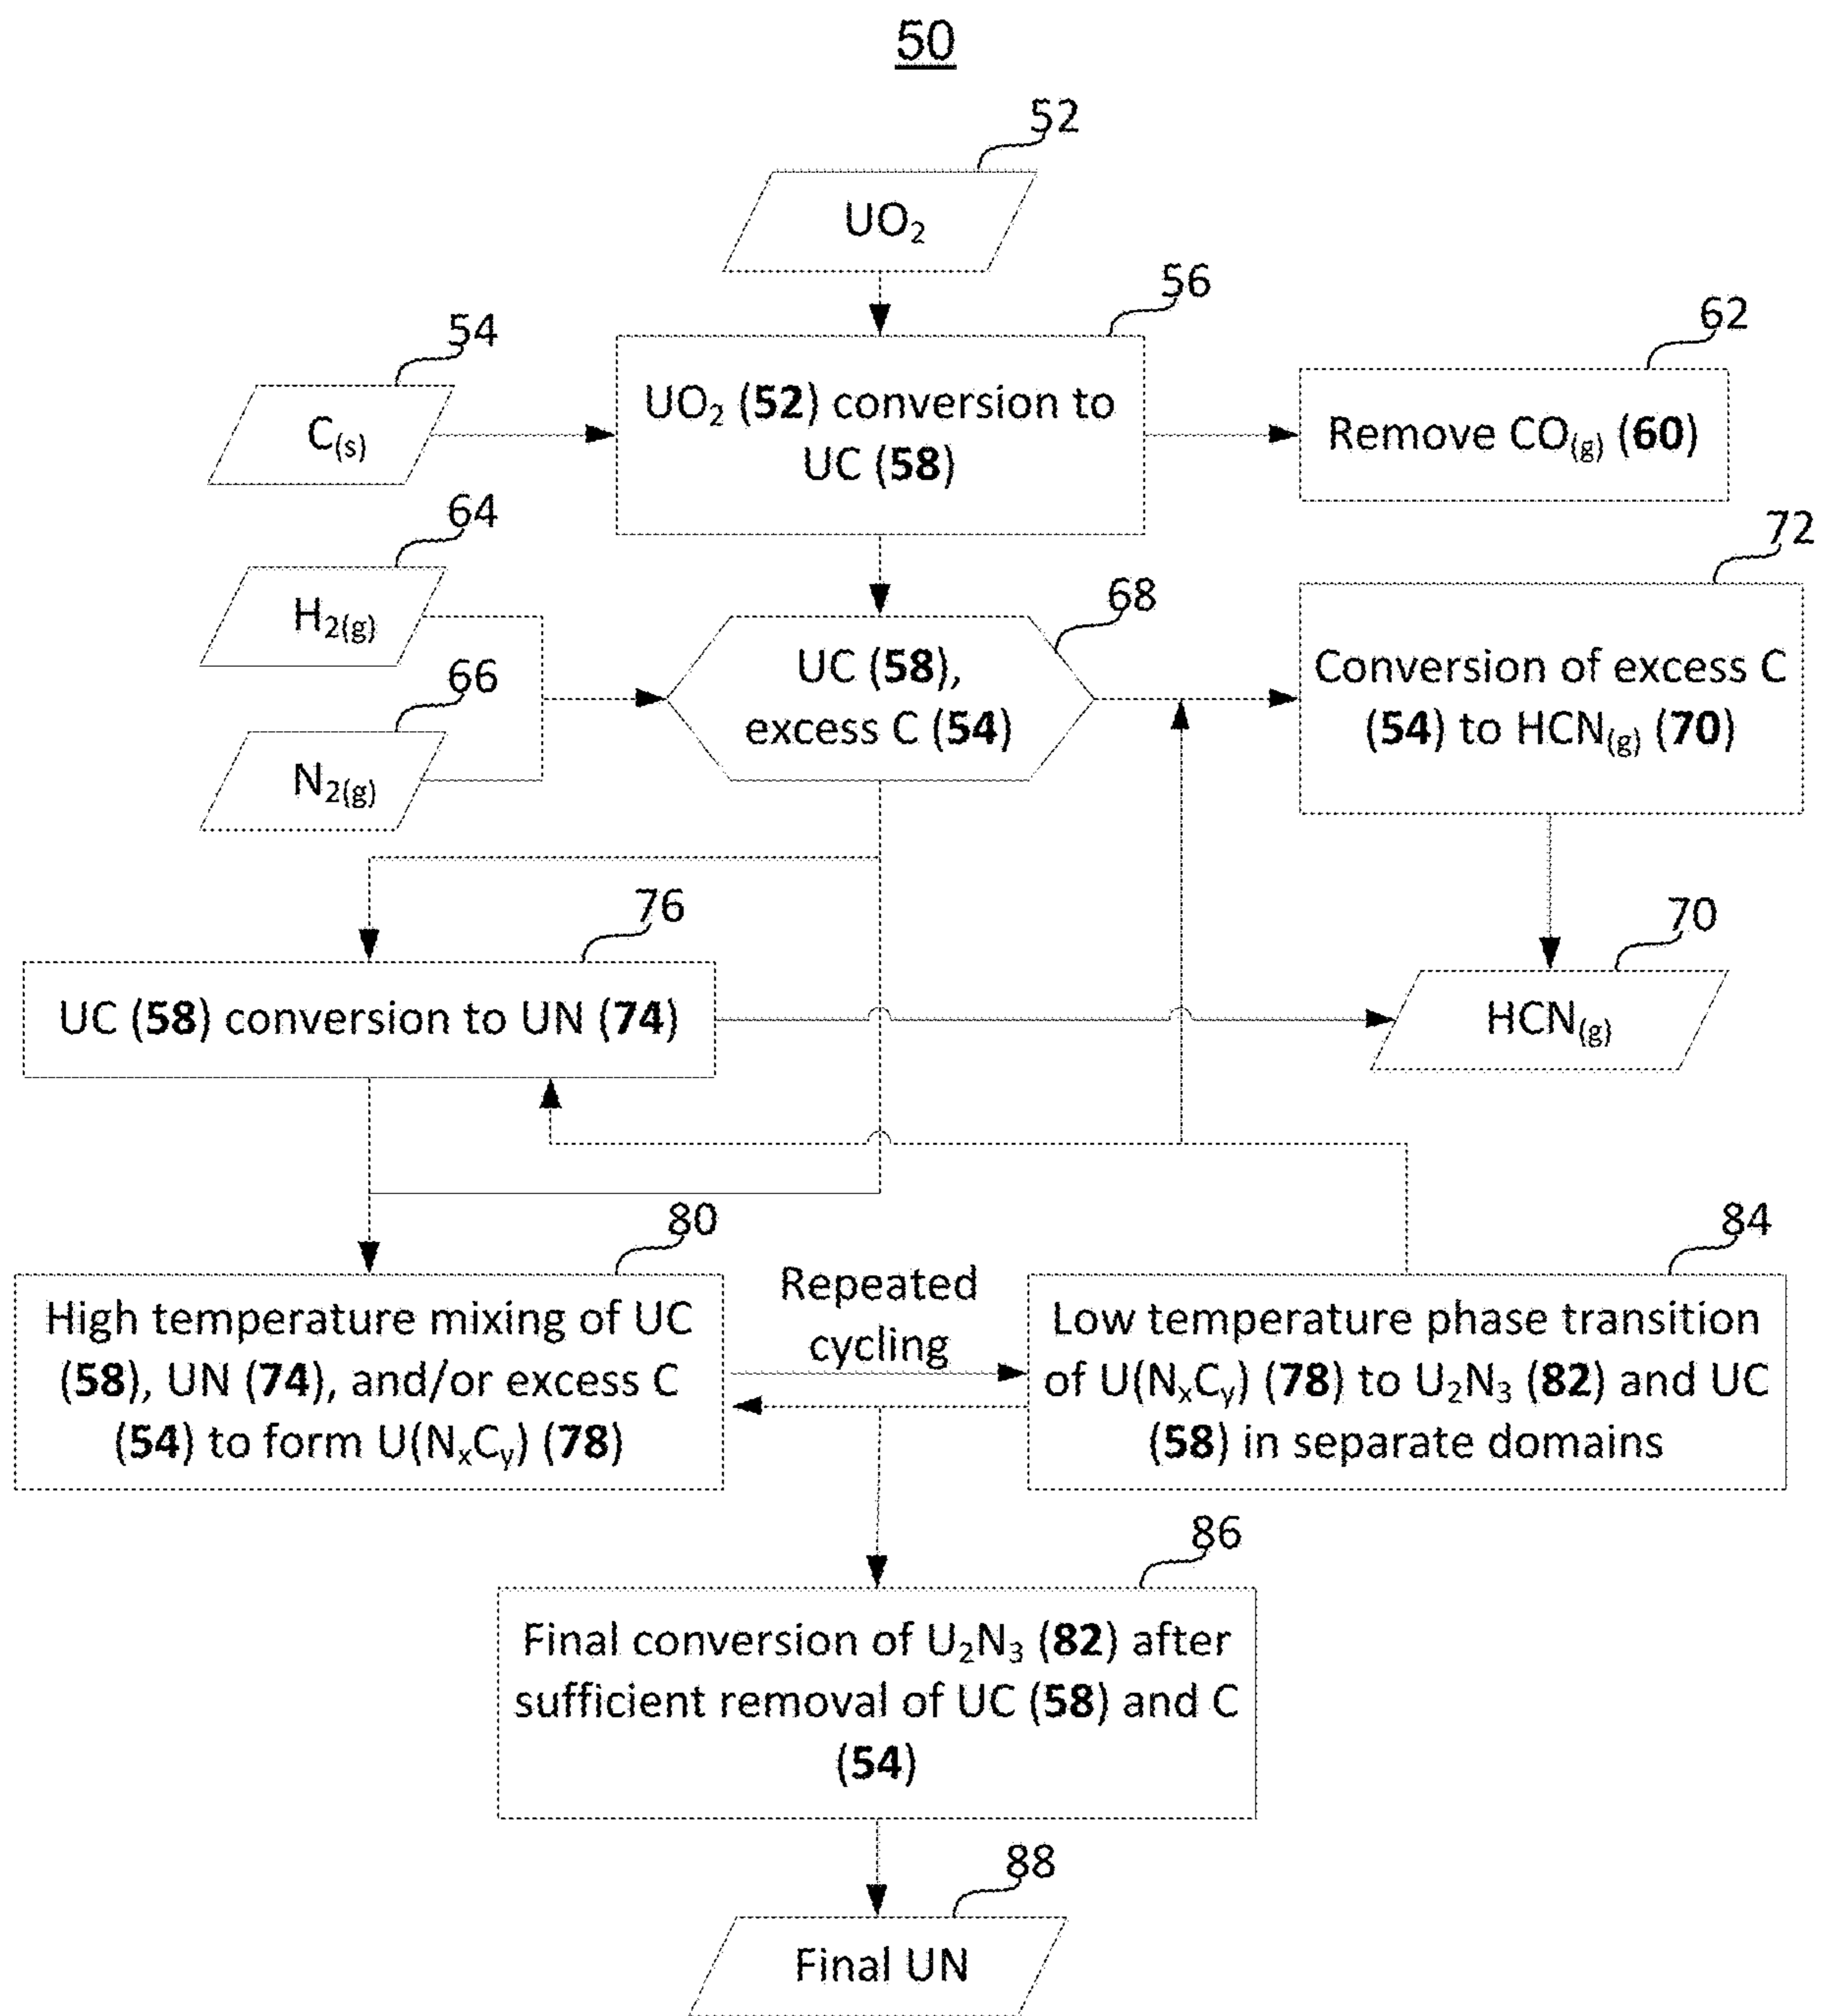 50
52
UO₂
54
C₍s₎
56
UO₂ (52) conversion to
UC (58)
62
Remove CO₍g₎ (60)
64
H₂₍g₎
66
N₂₍g₎
68
UC (58),
excess C (54)
72
Conversion of excess C
(54) to HCN₍g₎ (70)
76
UC (58) conversion to UN (74)
70
HCN₍g₎
80
High temperature mixing of UC
(58), UN (74), and/or excess C
(54) to form U(NₓCᵧ) (78)
Repeated
cycling
84
Low temperature phase transition
of U(NₓCᵧ) (78) to U₂N₃ (82) and UC
(58) in separate domains
86
Final conversion of U₂N₃ (82) after
sufficient removal of UC (58) and C
(54)
88
Final UN